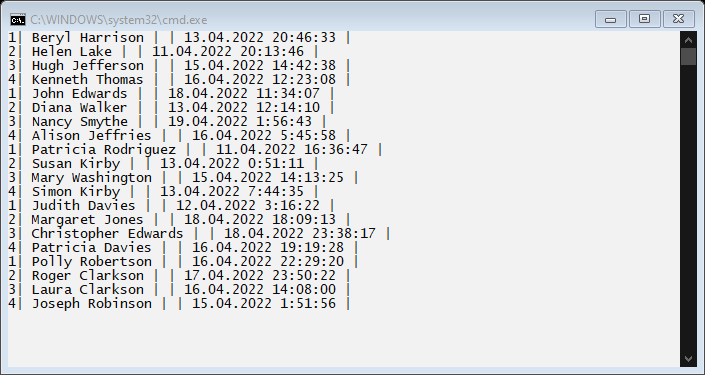 C:\WINDOWS\system32\cmd.exe
1| Beryl Harrison | | 13.04.2022 20:46:33 |
2| Helen Lake | | 11.04.2022 20:13:46 |
3| Hugh Jefferson | | 15.04.2022 14:42:38 |
4| Kenneth Thomas | | 16.04.2022 12:23:08 |
1| John Edwards | | 18.04.2022 11:34:07 |
2| Diana Walker | | 13.04.2022 12:14:10 |
3| Nancy Smythe | | 19.04.2022 1:56:43 |
4| Alison Jeffries | | 16.04.2022 5:45:58 |
1| Patricia Rodriguez | | 11.04.2022 16:36:47 |
2| Susan Kirby | | 13.04.2022 0:51:11 |
3| Mary Washington | | 15.04.2022 14:13:25 |
4| Simon Kirby | | 13.04.2022 7:44:35 |
1| Judith Davies | | 12.04.2022 3:16:22 |
2| Margaret Jones | | 18.04.2022 18:09:13 |
3| Christopher Edwards | | 18.04.2022 23:38:17 |
4| Patricia Davies | | 16.04.2022 19:19:28 |
1| Polly Robertson | | 16.04.2022 22:29:20 |
2| Roger Clarkson | | 17.04.2022 23:50:22 |
3| Laura Clarkson | | 16.04.2022 14:08:00 |
4| Joseph Robinson | | 15.04.2022 1:51:56 |